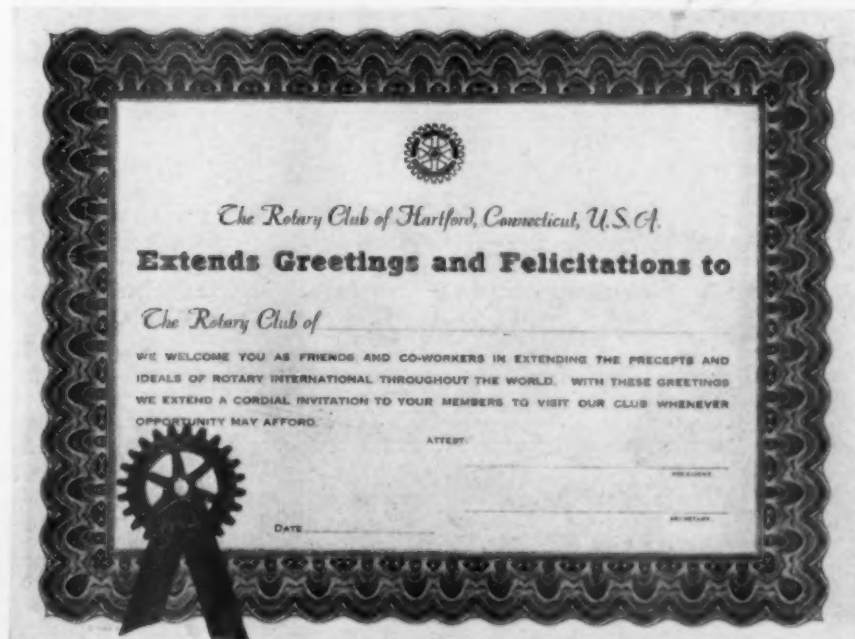 The Rotary Club of Hartford, Connecticut, U.S.A.
Extends Greetings and Felicitations to
The Rotary Club of
WE WELCOME YOU AS FRIENDS AND CO-WORKERS IN EXTENDING THE PRECEPTS AND
IDEALS OF ROTARY INTERNATIONAL THROUGHOUT THE WORLD. WITH THESE GREETINGS
WE EXTEND A CORDIAL INVITATION TO YOUR MEMBERS TO VISIT OUR CLUB WHENEVER
OPPORTUNITY MAY AFFORD.
ATTEST:
PRESIDENT
SECRETARY
DATE